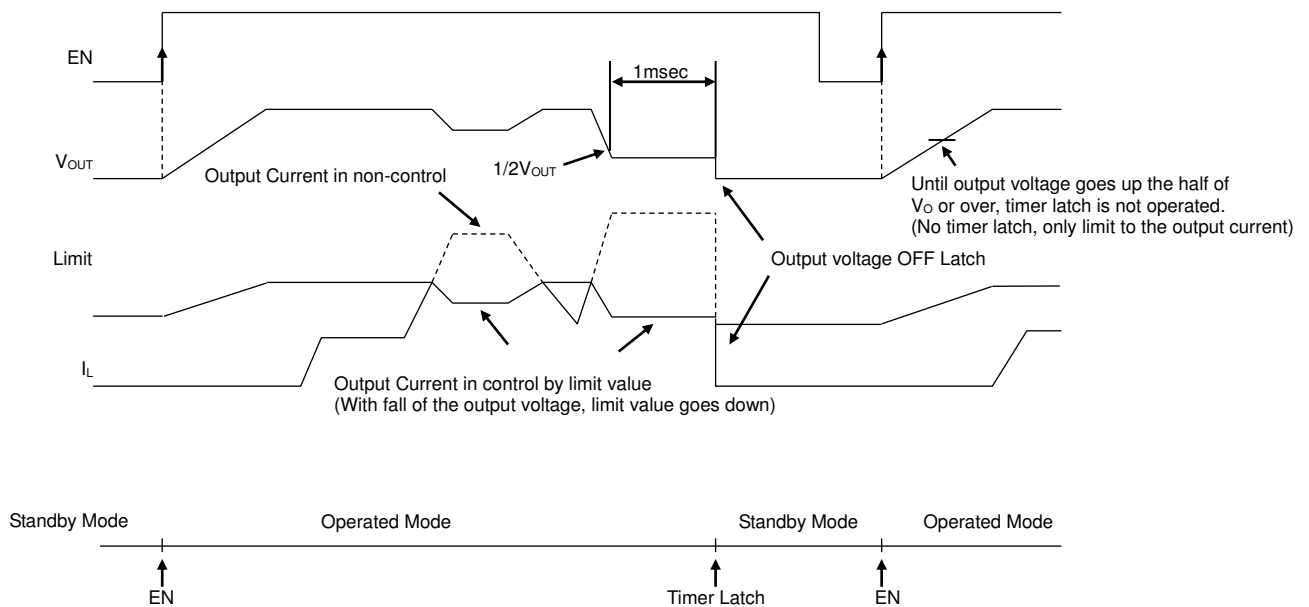 EN
1msec
VOUT
1/2VOUT
Output Current in non-control
Until output voltage goes up the half of
VO or over, timer latch is not operated.
(No timer latch, only limit to the output current)
Limit
Output voltage OFF Latch
IL
Output Current in control by limit value
(With fall of the output voltage, limit value goes down)
Standby Mode
Operated Mode
Standby Mode
Operated Mode
EN
Timer Latch
EN